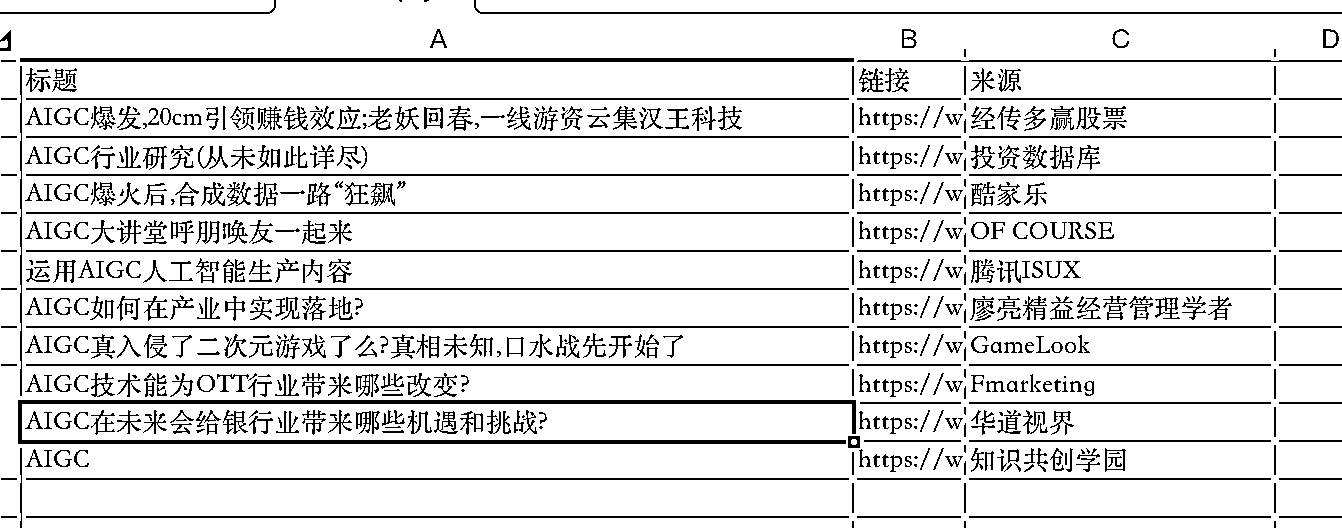 A B C D
标题 链接 来源
AIGC爆发,20cm引领赚钱效应;老妖回春,一线游资云集汉王科技 https://w 经传多赢股票
AIGC行业研究(从未如此详尽) https://w 投资数据库
AIGC爆火后,合成数据一路“狂飙” https://w 酷家乐
AIGC大讲堂呼朋唤友一起来 https://w OF COURSE
运用AIGC人工智能生产内容 https://w 腾讯ISUX
AIGC如何在产业中实现落地? https://w 廖亮精益经营管理学者
AIGC真入侵了二次元游戏了么?真相未知,口水战先开始了 https://w GameLook
AIGC技术能为OTT行业带来哪些改变? https://w Fmarketing
AIGC在未来会给银行业带来哪些机遇和挑战? https://w 华道视界
AIGC https://w 知识共创学园